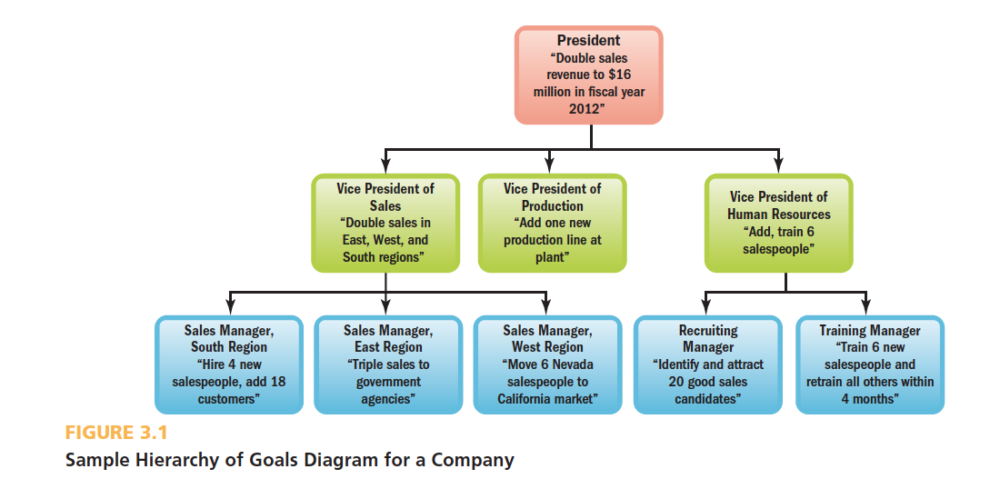 President
“Double sales
revenue to $16
million in fiscal year
2012”
Vice President of
Sales
“Double sales in
East, West, and
South regions”
Vice President of
Production
“Add one new
production line at
plant”
Vice President of
Human Resources
“Add, train 6
salespeople”
Sales Manager,
South Region
“Hire 4 new
salespeople, add 18
customers”
Sales Manager,
East Region
“Triple sales to
government
agencies”
Sales Manager,
West Region
“Move 6 Nevada
salespeople to
California market”
Recruiting
Manager
“Identify and attract
20 good sales
candidates”
Training Manager
“Train 6 new
salespeople and
retrain all others within
4 months”
FIGURE 3.1
Sample Hierarchy of Goals Diagram for a Company